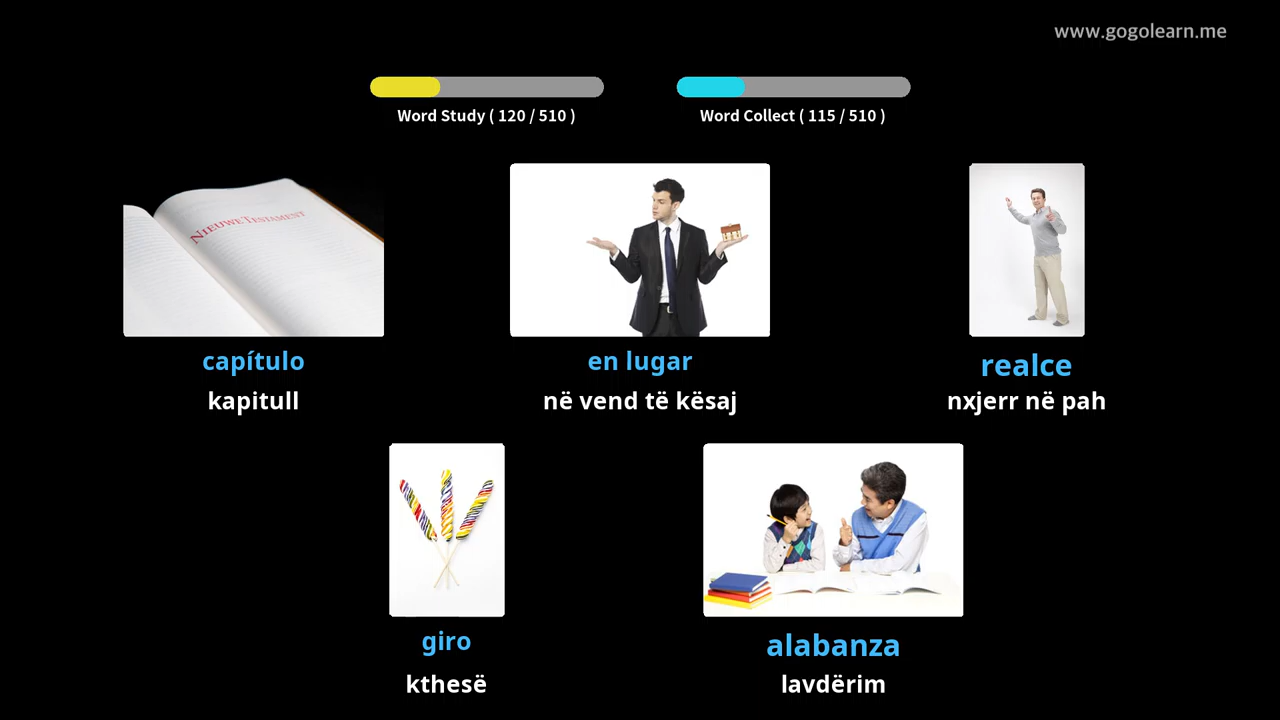 www.gogolearn.me
Word Study ( 120 / 510 )
Word Collect ( 115 / 510 )
NIEUWE TESTAMENT
capítulo
kapitull
en lugar
në vend të kësaj
realce
nxjerr në pah
giro
kthesë
alabanza
lavdërim